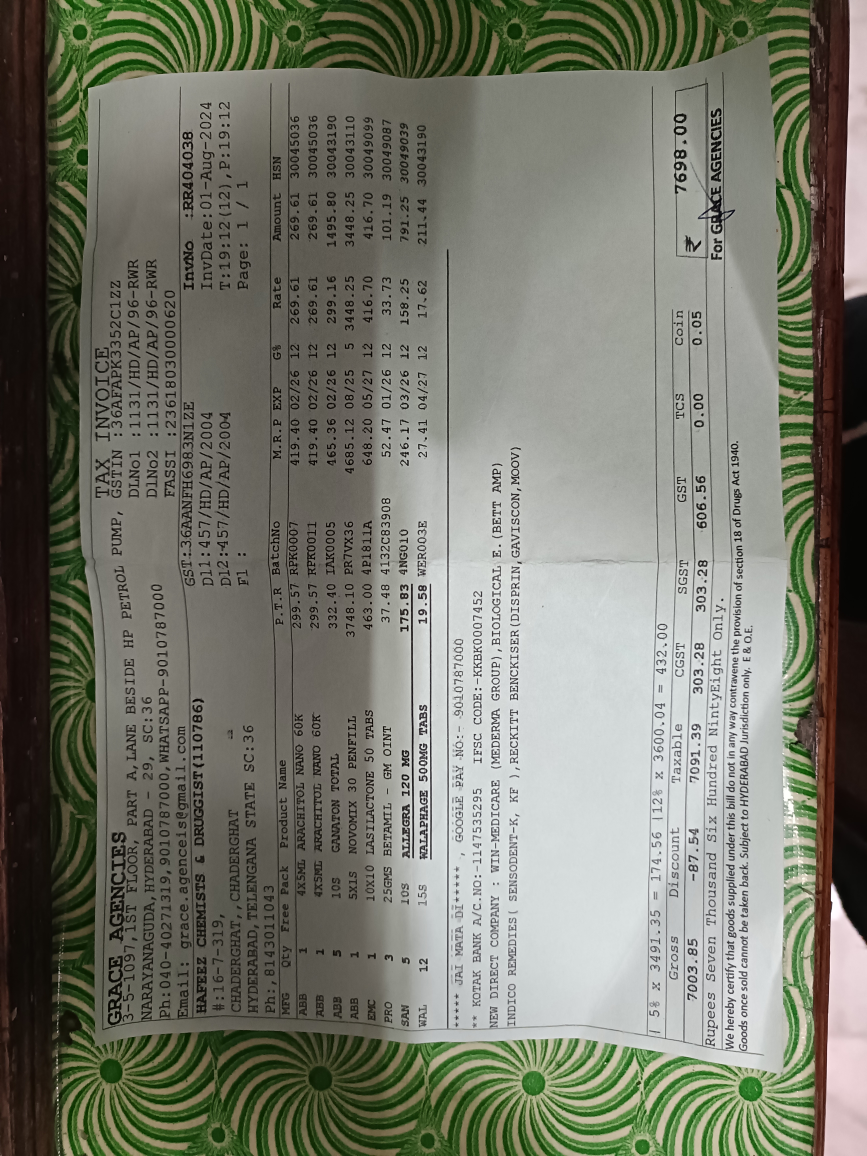 GRACE AGENCIES
3-5-1097,1ST FLOOR, PART A,LANE BESIDE HP PETROL PUMP,
NARAYANAGUDA,HYDERABAD - 29, SC:36
Ph:040-40271319,9010787000,WHATSAPP-9010787000
Email: grace.agenceis@gmail.com
TAX INVOICE
GSTIN :36AFAPK3352C1ZZ
DLNo1 :1131/HD/AP/96-RWR
DlNo2 :1131/HD/AP/96-RWR
FASSI :23618030000620
HAFEEZ CHEMISTS & DRUGGIST(110786)
#:16-7-319,
CHADERGHAT,,CHADERGHAT
HYDERABAD,TELENGANA STATE SC:36
Ph:,8143011043
GST:36AANFH6983N1ZE
Dl1:457/HD/AP/2004
Dl2:457/HD/AP/2004
Fl :
InvNo :RR404038
InvDate:01-Aug-2024
T:19:12(12),P:19:12
Page: 1 / 1
MFG Qty Free Pack Product Name P.T.R BatchNo M.R.P EXP G% Rate Amount HSN
ABB 1 4X5ML ARACHITOL NANO 60K 299.57 RPK0007 419.40 02/26 12 269.61 269.61 30045036
ABB 1 4X5ML ARACHITOL NANO 60K 299.57 RPK0011 419.40 02/26 12 269.61 269.61 30045036
ABB 5 10S GANATON TOTAL 332.40 IAK0005 465.36 02/26 12 299.16 1495.80 30043190
ABB 1 5X1S NOVOMIX 30 PENFILL 3748.10 PR7VX36 4685.12 08/25 5 3448.25 3448.25 30043110
EMC 1 10X10 LASILACTONE 50 TABS 463.00 4P1811A 648.20 05/27 12 416.70 416.70 30049099
PRO 3 25GMS BETAMIL - GM OINT 37.48 4132C83908 52.47 01/26 12 33.73 101.19 30049087
SAN 5 10S ALLEGRA 120 MG 175.83 4NG010 246.17 03/26 12 158.25 791.25 30049039
WAL 12 15S WALAPHAGE 500MG TABS 19.58 WER003E 27.41 04/27 12 17.62 211.44 30043190
***** JAI MATA DI***** , GOOGLE PAY NO:- 9010787000
** KOTAK BANK A/C.NO:-1147535295 IFSC CODE:-KKBK0007452
NEW DIRECT COMPANY : WIN-MEDICARE (MEDERMA GROUP),BIOLOGICAL E.(BETT AMP)
INDICO REMEDIES( SENSODENT-K, KF ),RECKITT BENCKISER(DISPRIN,GAVISCON,MOOV)
| 5% x 3491.35 = 174.56 |12% x 3600.04 = 432.00
Gross Discount Taxable CGST SGST GST TCS Coin
7003.85 -87.54 7091.39 303.28 303.28 606.56 0.00 0.05
₹ 7698.00
Rupees Seven Thousand Six Hundred NintyEight Only.
For GRACE AGENCIES
We hereby certify that goods supplied under this bill do not in any way contravene the provision of section 18 of Drugs Act 1940.
Goods once sold cannot be taken back. Subject to HYDERABAD Jurisdiction only. E & O.E.